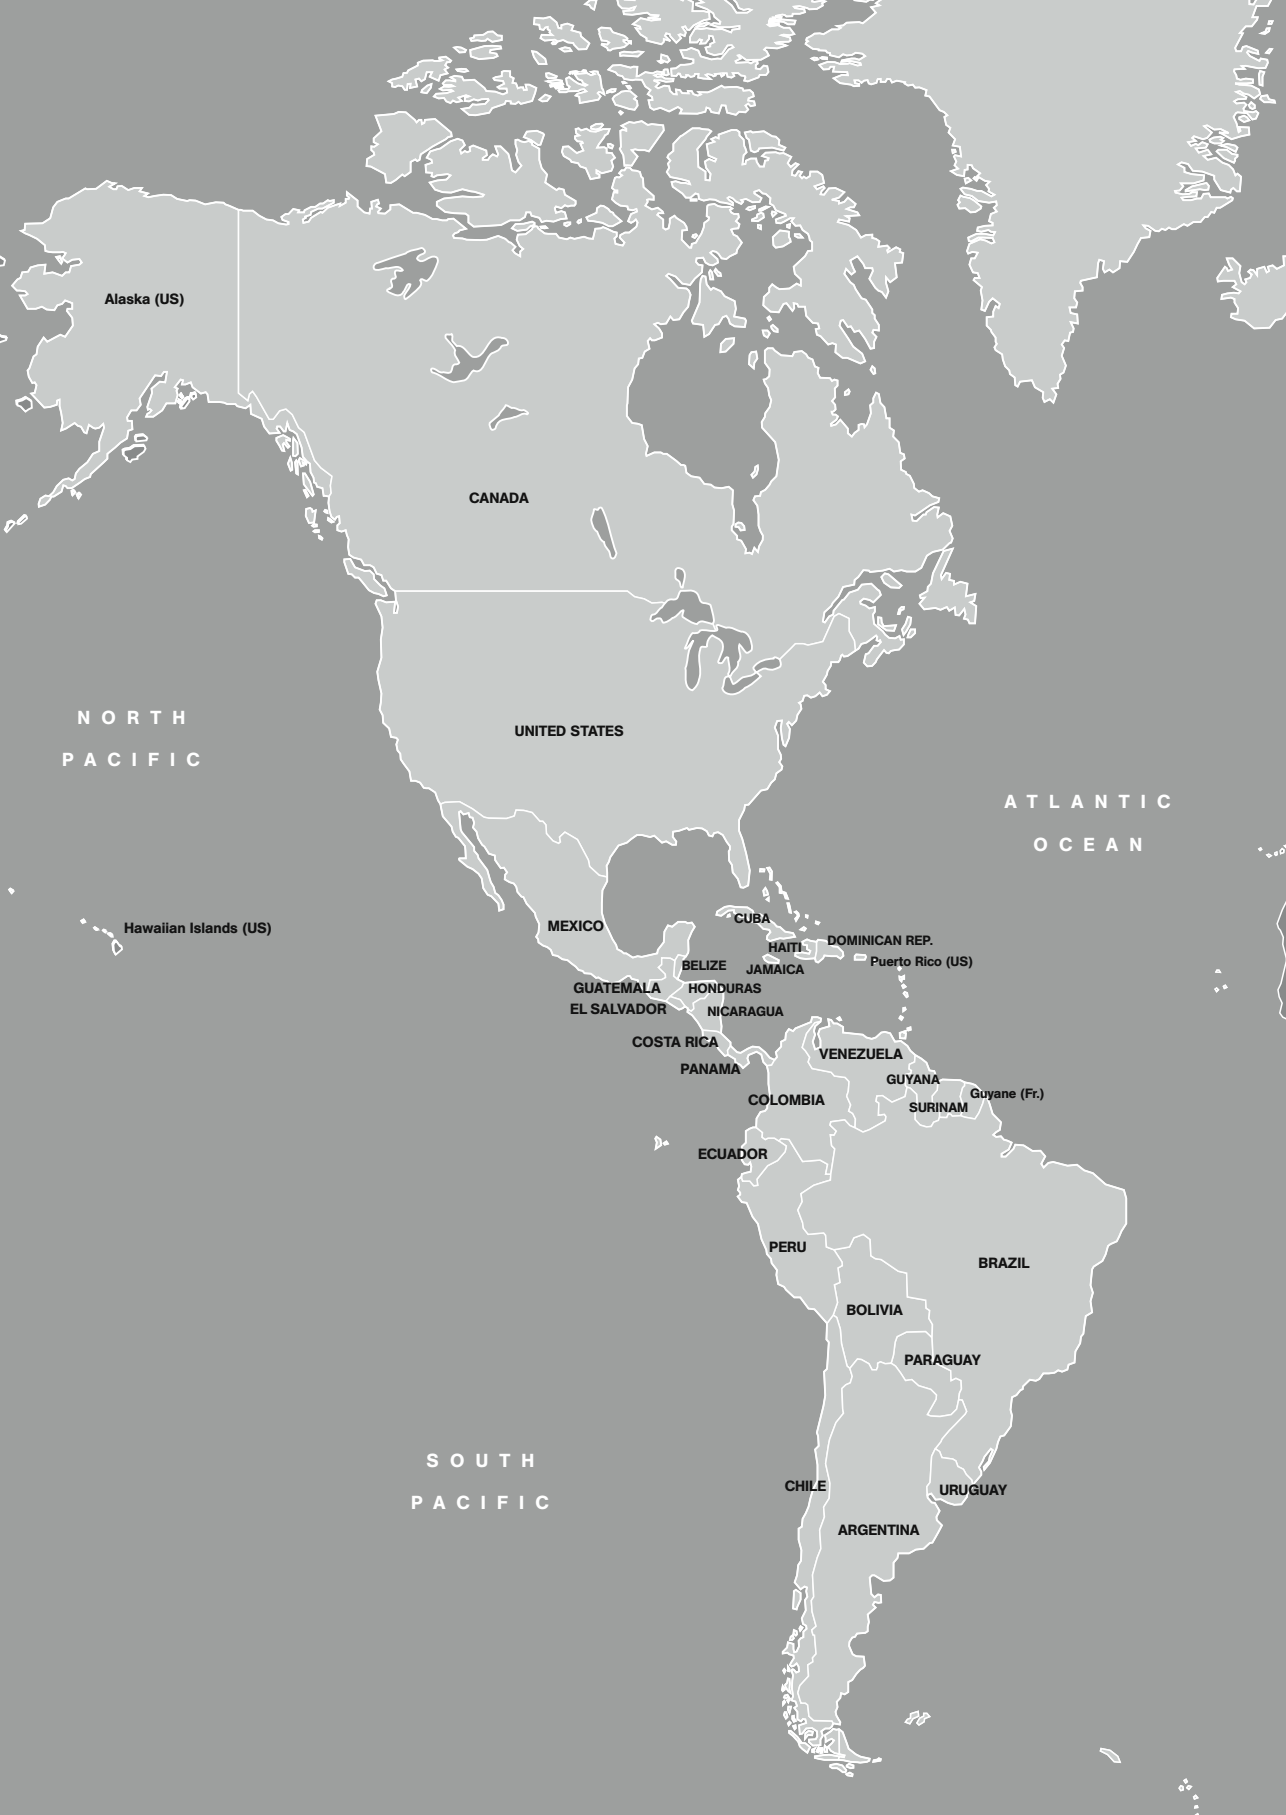 Alaska (US)
CANADA
NORTH
PACIFIC
UNITED STATES
ATLANTIC
OCEAN
Hawaiian Islands (US)
MEXICO
CUBA
HAITI
DOMINICAN REP.
JAMAICA
Puerto Rico (US)
BELIZE
GUATEMALA
HONDURAS
EL SALVADOR
NICARAGUA
COSTA RICA
PANAMA
VENEZUELA
GUYANA
Guyane (Fr.)
COLOMBIA
SURINAM
ECUADOR
PERU
BRAZIL
BOLIVIA
PARAGUAY
SOUTH
PACIFIC
CHILE
URUGUAY
ARGENTINA